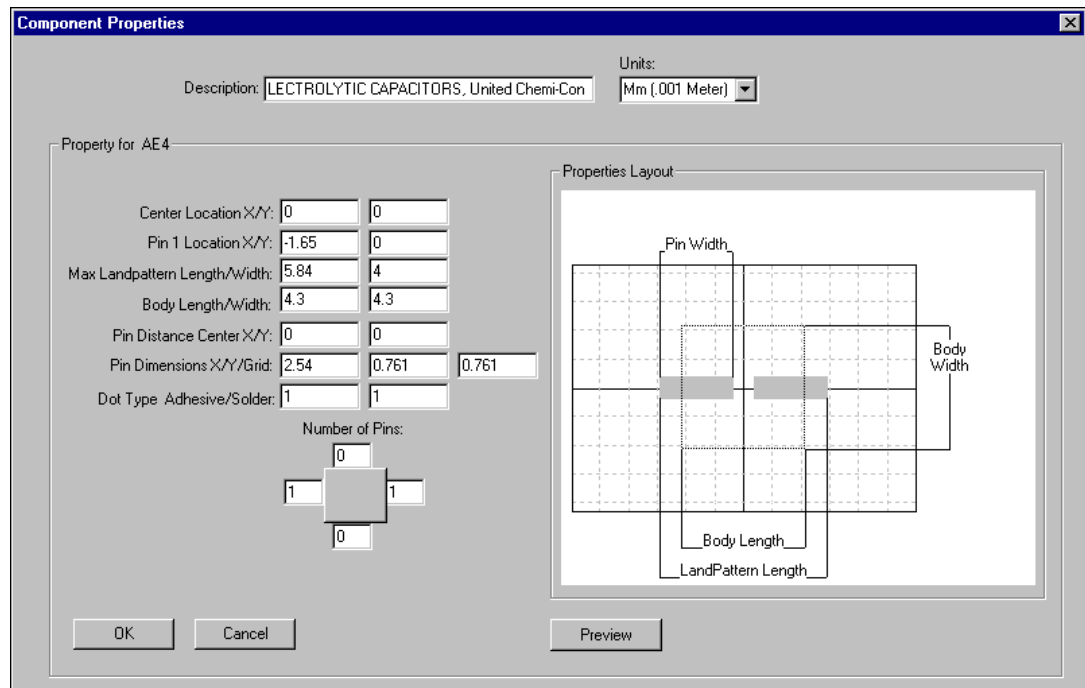 Component Properties
Units:
Description: LECTROLYTIC CAPACITORS, United Chemi-Con Mm (.001 Meter)
Property for AE4
Properties Layout
Center Location X/Y: 0 0
Pin 1 Location X/Y: -1.65 0
Max Landpattern Length/Width: 5.84 4
Body Length/Width: 4.3 4.3
Pin Distance Center X/Y: 0 0
Pin Dimensions X/Y/Grid: 2.54 0.761 0.761
Dot Type Adhesive/Solder: 1 1
Number of Pins:
0
1 1
0
Pin Width
Body
Width
Body Length
LandPattern Length
OK Cancel Preview